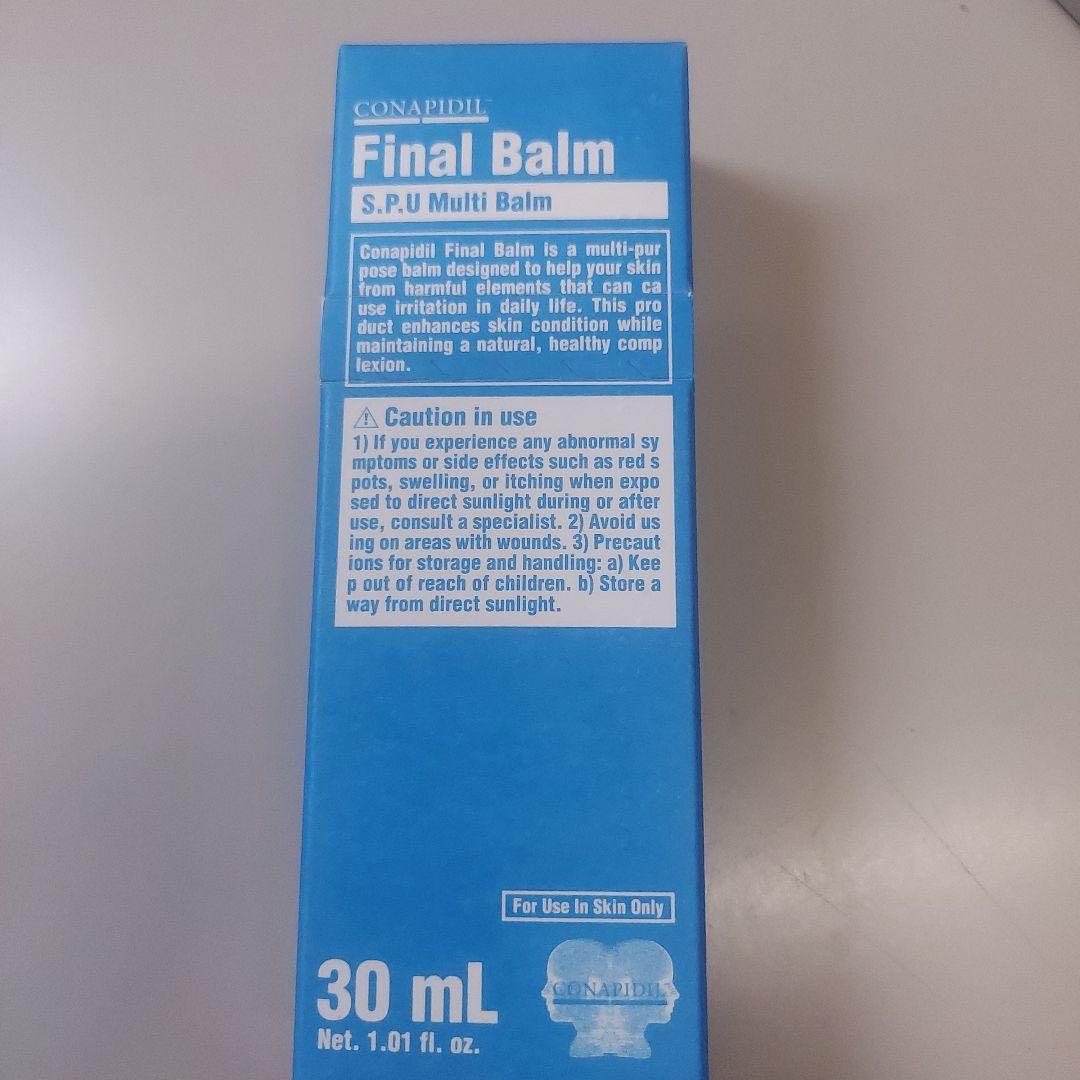 CONAPIDIL™
Final Balm
S.P.U Multi Balm
Conapidil Final Balm is a multi-pur
pose balm designed to help your skin
from harmful elements that can ca
use irritation in daily life. This pro
duct enhances skin condition while
maintaining a natural, healthy comp
lexion.
⚠ Caution in use
1) If you experience any abnormal sy
mptoms or side effects such as red s
pots, swelling, or itching when expo
sed to direct sunlight during or after
use, consult a specialist. 2) Avoid us
ing on areas with wounds. 3) Precaut
ions for storage and handling: a) Kee
p out of reach of children. b) Store a
way from direct sunlight.
For Use In Skin Only
30 mL
Net. 1.01 fl. oz.
CONAPIDIL